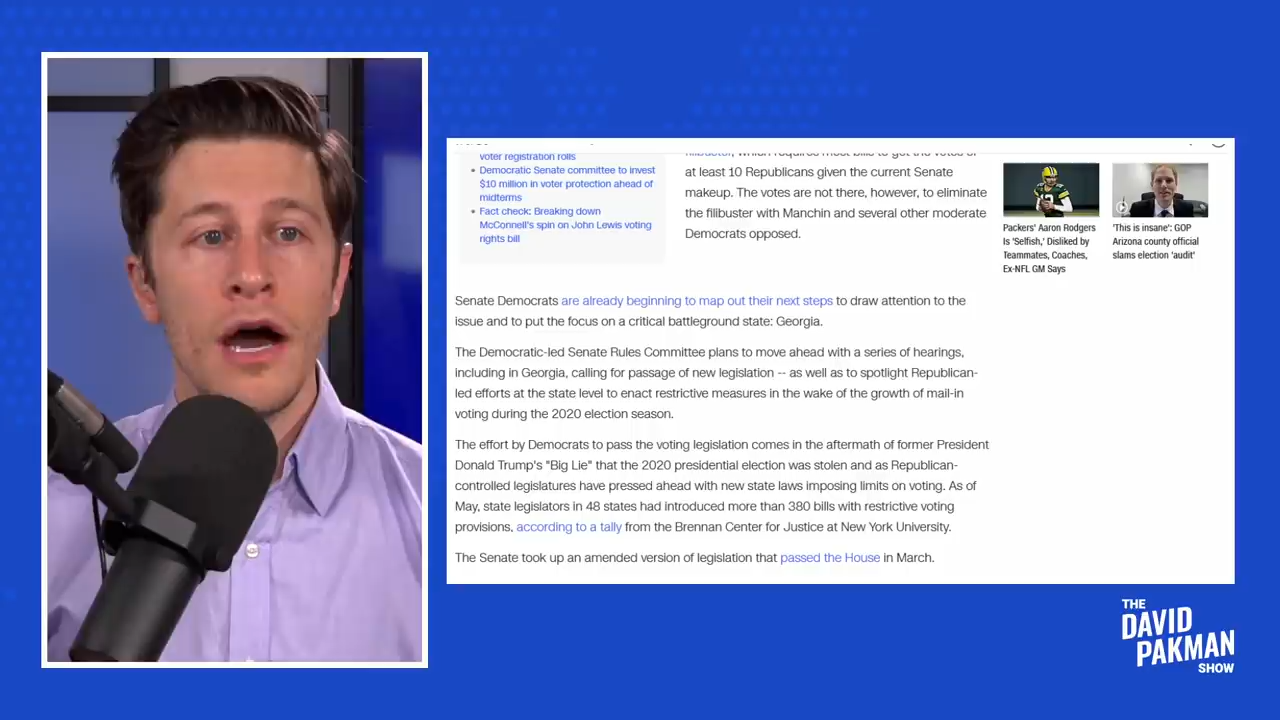 voter registration rolls
Democratic Senate committee to invest
$10 million in voter protection ahead of
midterms
Fact check: Breaking down
McConnell's spin on John Lewis voting
rights bill
filibuster, which requires most bills to get the votes of
at least 10 Republicans given the current Senate
makeup. The votes are not there, however, to eliminate
the filibuster with Manchin and several other moderate
Democrats opposed.
Packers' Aaron Rodgers
Is 'Selfish,' Disliked by
Teammates, Coaches,
Ex-NFL GM Says
'This is insane': GOP
Arizona county official
slams election 'audit'
Senate Democrats are already beginning to map out their next steps to draw attention to the
issue and to put the focus on a critical battleground state: Georgia.
The Democratic-led Senate Rules Committee plans to move ahead with a series of hearings,
including in Georgia, calling for passage of new legislation -- as well as to spotlight Republican-
led efforts at the state level to enact restrictive measures in the wake of the growth of mail-in
voting during the 2020 election season.
The effort by Democrats to pass the voting legislation comes in the aftermath of former President
Donald Trump's "Big Lie" that the 2020 presidential election was stolen and as Republican-
controlled legislatures have pressed ahead with new state laws imposing limits on voting. As of
May, state legislators in 48 states had introduced more than 380 bills with restrictive voting
provisions, according to a tally from the Brennan Center for Justice at New York University.
The Senate took up an amended version of legislation that passed the House in March.
THE
DAVID
PAKMAN
SHOW